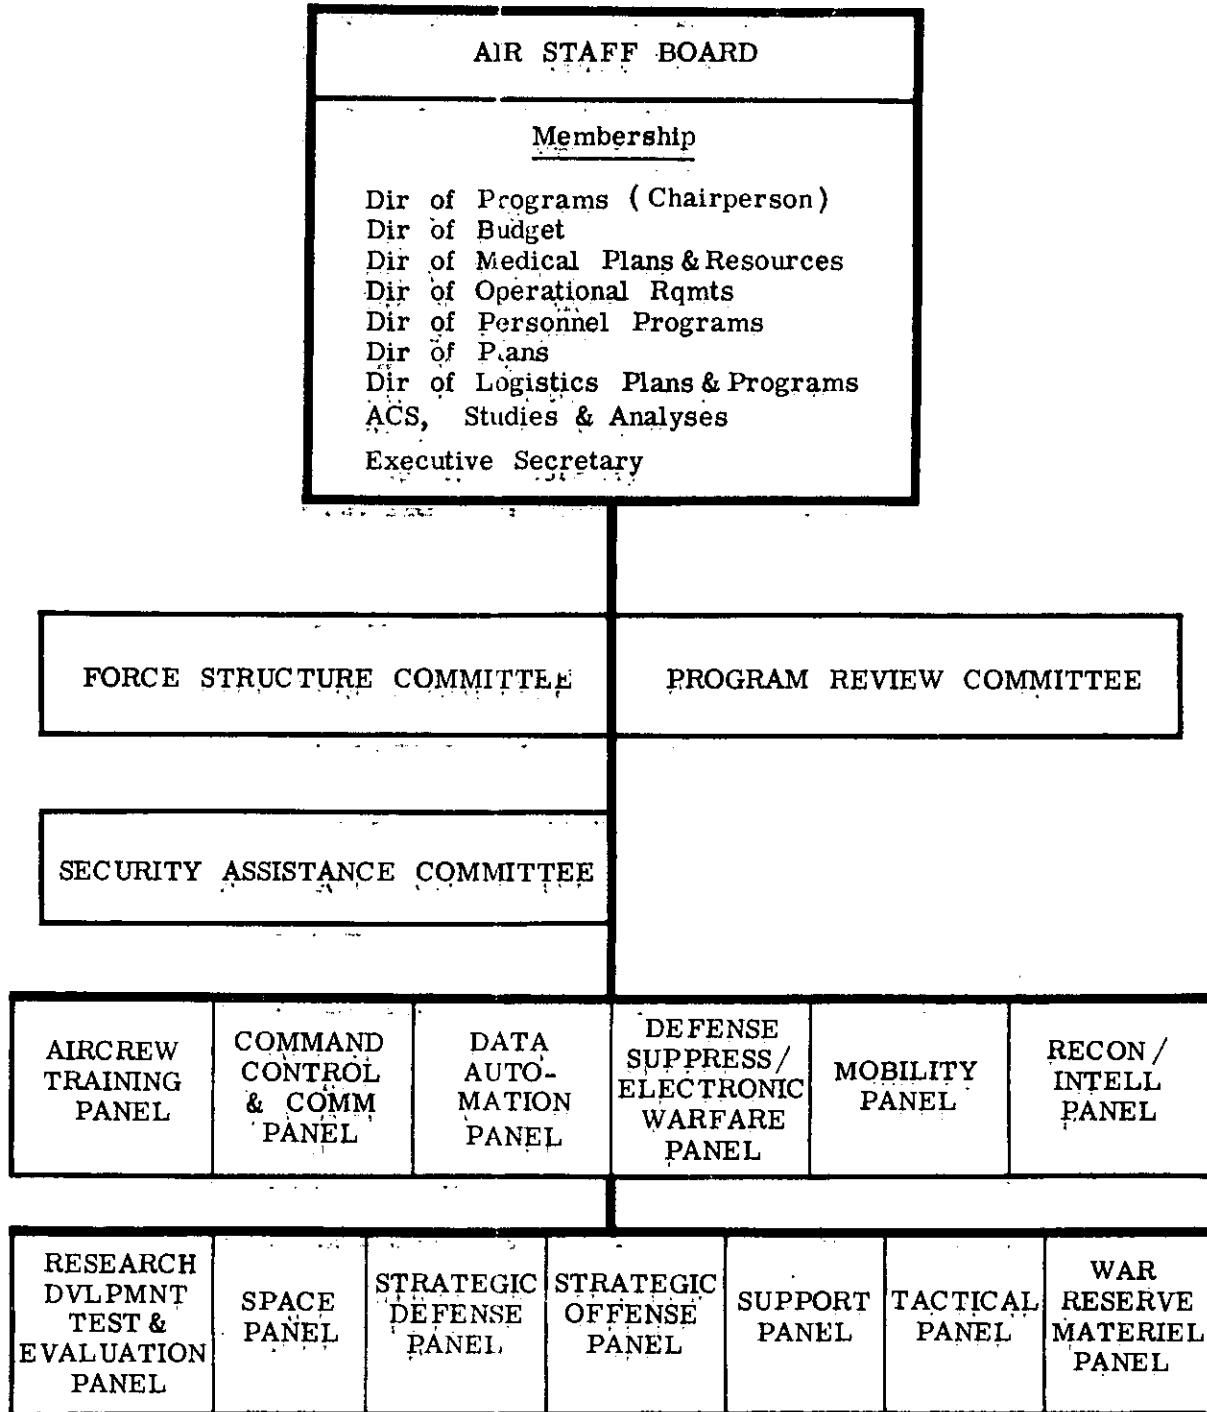 AIR STAFF BOARD
Membership
Dir of Programs (Chairperson)
Dir of Budget
Dir of Medical Plans & Resources
Dir of Operational Rqmts
Dir of Personnel Programs
Dir of Plans
Dir of Logistics Plans & Programs
ACS, Studies & Analyses
Executive Secretary
FORCE STRUCTURE COMMITTEE
PROGRAM REVIEW COMMITTEE
SECURITY ASSISTANCE COMMITTEE
AIRCREW
TRAINING
PANEL
COMMAND
CONTROL
& COMM
PANEL
DATA
AUTO-
MATION
PANEL
DEFENSE
SUPPRESS/
ELECTRONIC
WARFARE
PANEL
MOBILITY
PANEL
RECON/
INTELL
PANEL
RESEARCH
DVLPMNT
TEST &
EVALUATION
PANEL
SPACE
PANEL
STRATEGIC
DEFENSE
PANEL
STRATEGIC
OFFENSE
PANEL
SUPPORT
PANEL
TACTICAL
PANEL
WAR
RESERVE
MATERIEL
PANEL